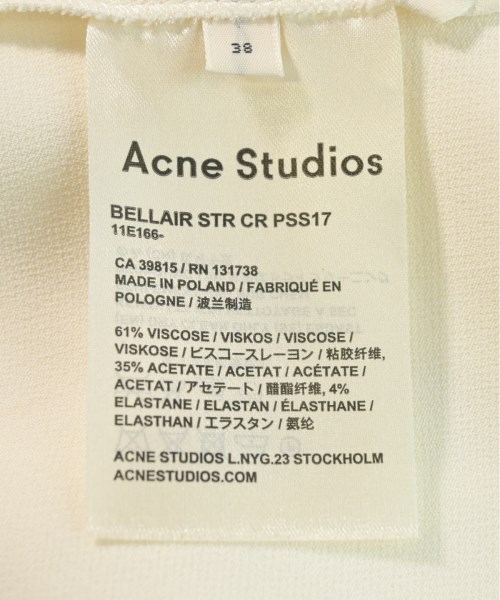 38
Acne Studios
BELLAIR STR CR PSS17
11E166-
CA 39815 / RN 131738
MADE IN POLAND / FABRIQUÉ EN
POLOGNE / 波兰制造
61% VISCOSE / VISKOS / VISCOSE /
VISKOSE / ビスコースレーヨン / 粘胶纤维,
35% ACETATE / ACETAT / ACÉTATE /
ACETAT / アセテート / 醋酯纤维, 4%
ELASTANE / ELASTAN / ÉLASTHANE /
ELASTHAN / エラスタン / 氨纶
ACNE STUDIOS L.NYG.23 STOCKHOLM
ACNESTUDIOS.COM